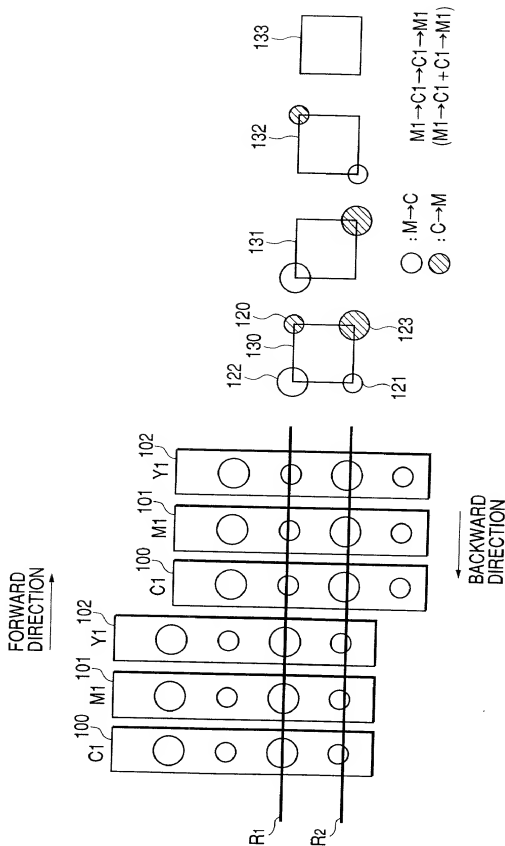 FORWARD
DIRECTION
C1 100
M1 101
Y1 102
C1 100
M1 101
Y1 102
R1
R2
BACKWARD
DIRECTION
122
130
120
121
123
131
132
133
: M→C
: C→M
M1→C1→C1→M1
(M1→C1+C1→M1)